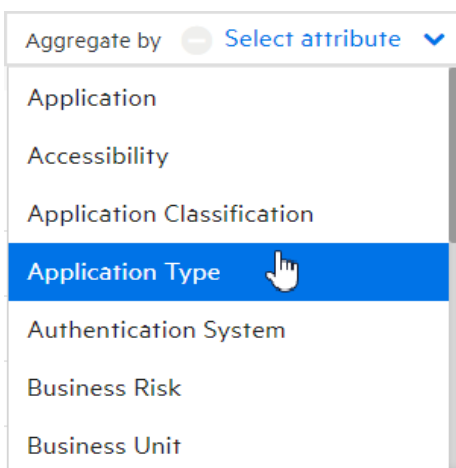 Aggregate by Select attribute
Application
Accessibility
Application Classification
Application Type
Authentication System
Business Risk
Business Unit